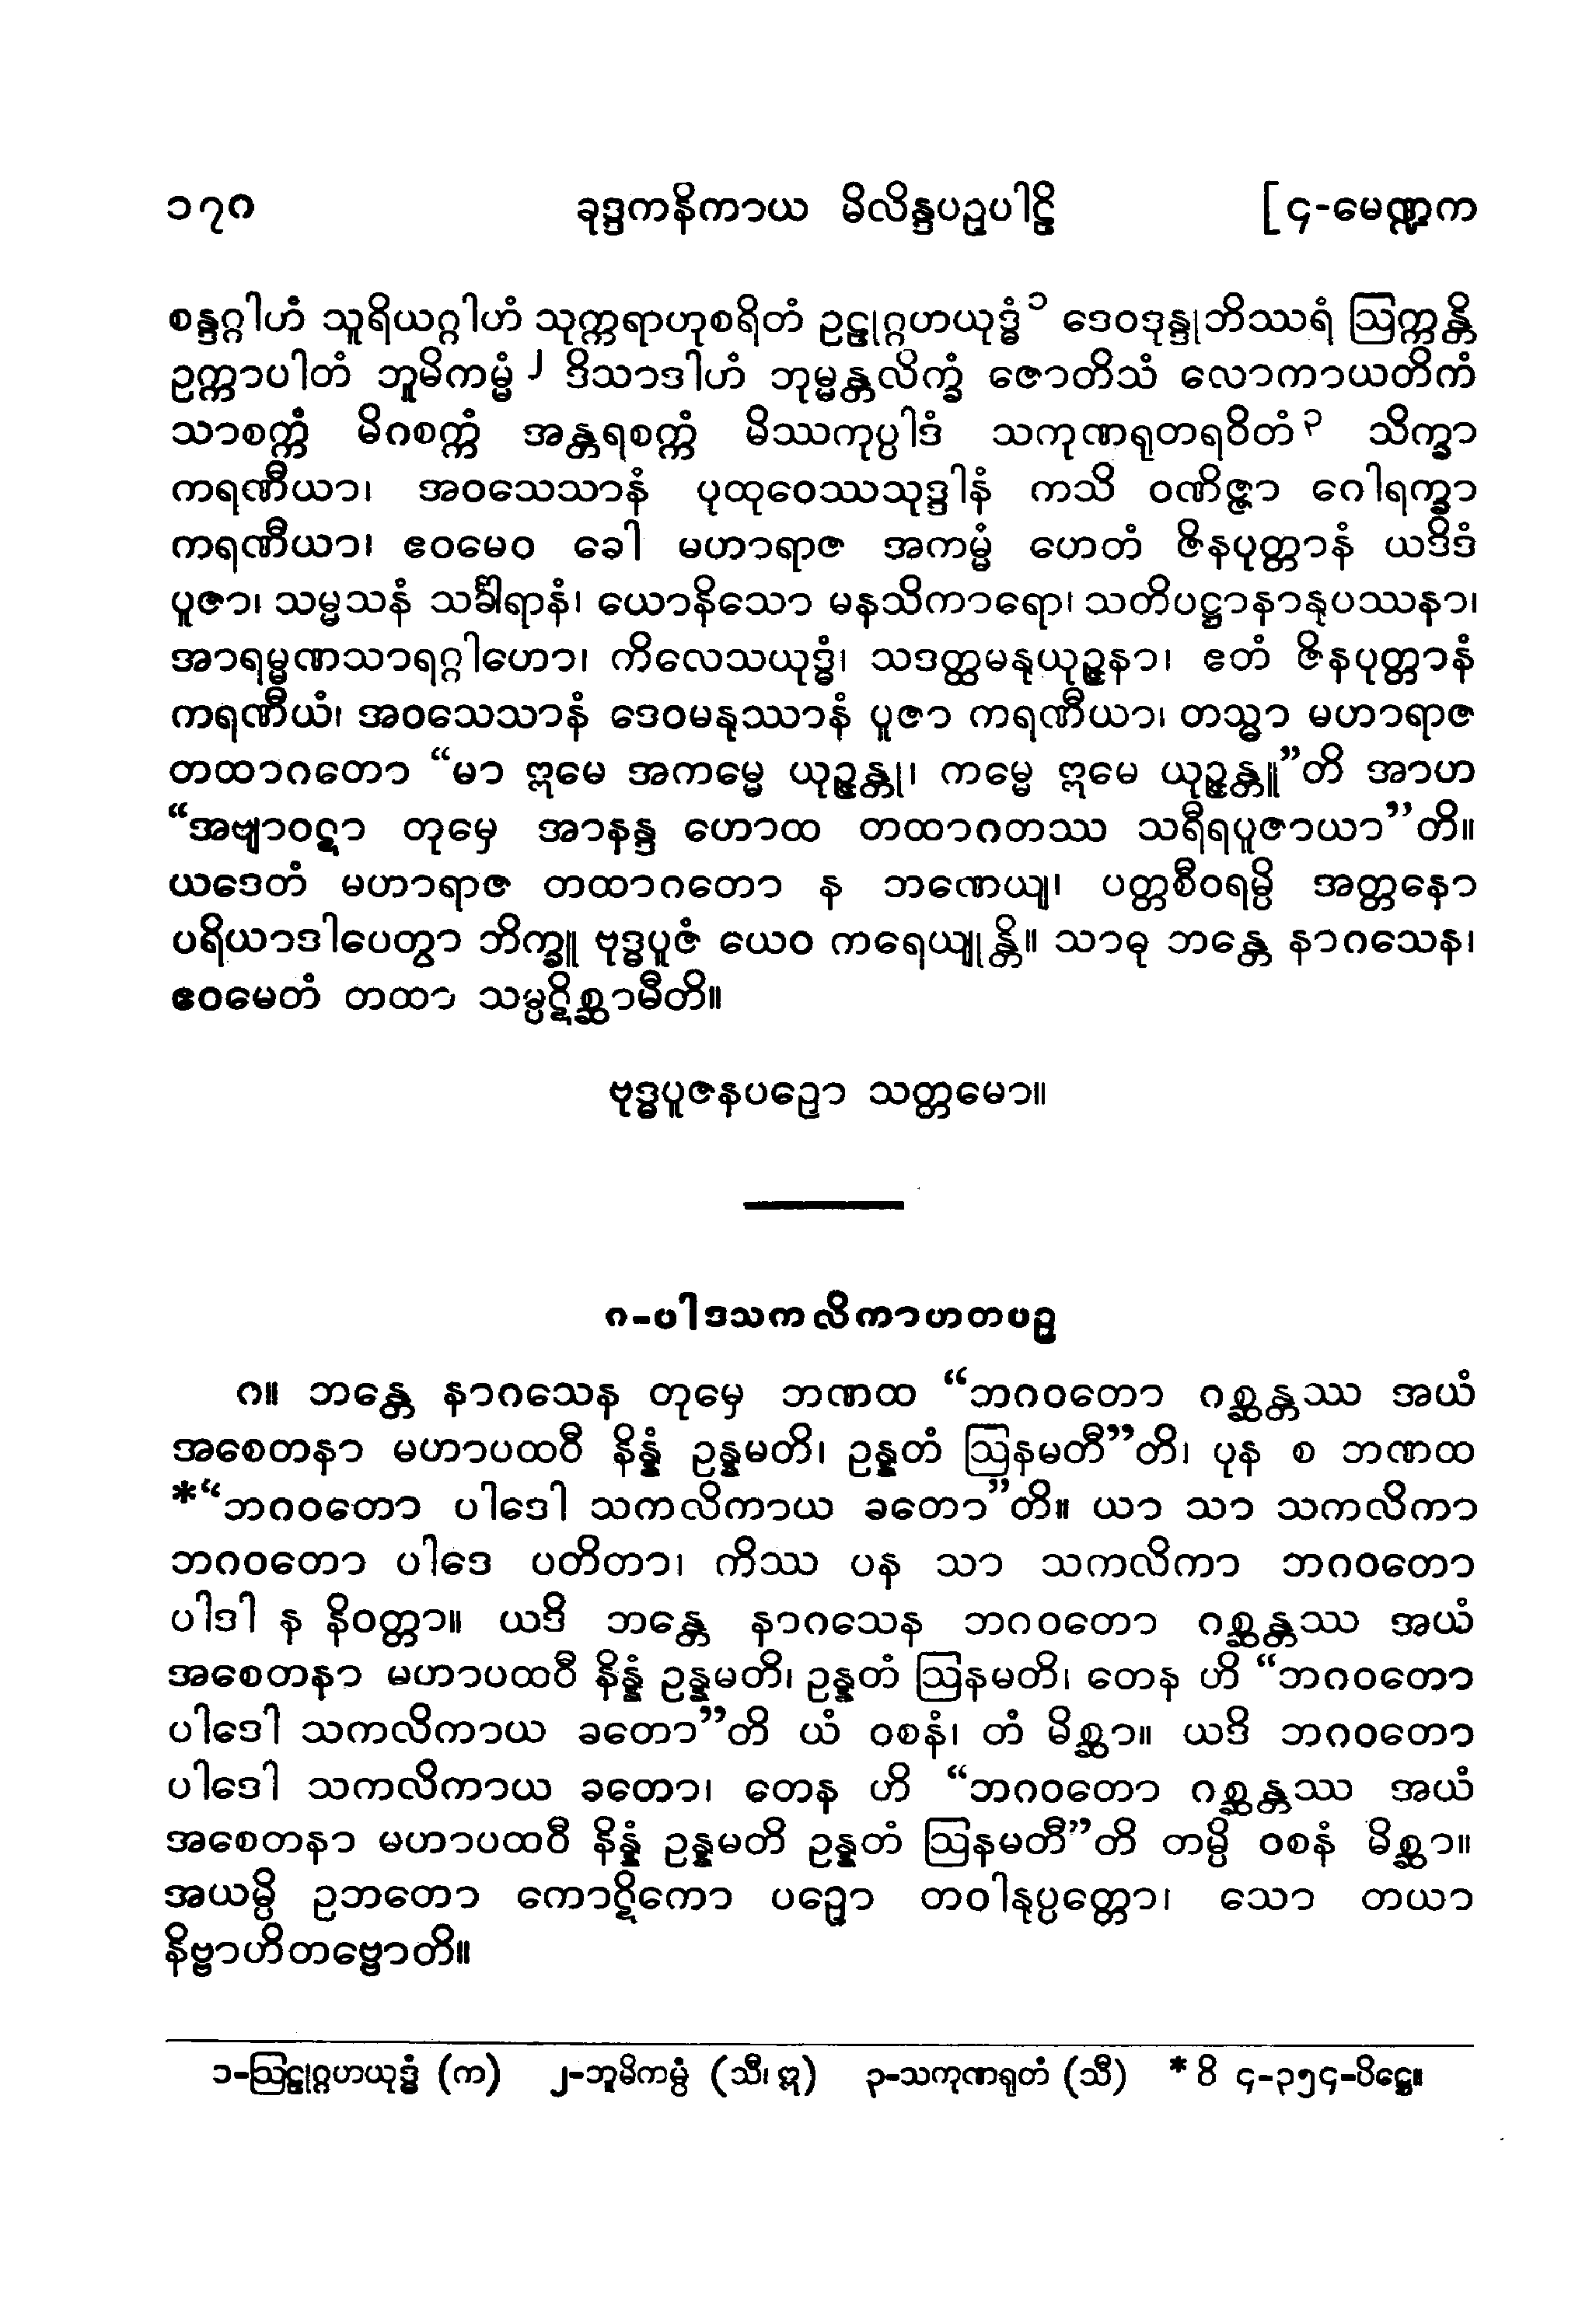 ၁၇၈ ခုဒ္ဒကနိကာယ မိလိန္ဒပဉှပါဠိ [၄-မေဏ္ဍက
စန္ဒဂ္ဂါဟံ သူရိယဂ္ဂါဟံ သုက္ကရာဟုစရိတံ ဥဠုဂ္ဂဟယုဒ္ဓံ၁ ဒေဝဒုန္ဒုဘိဿရံ ဩက္ကန္တိ
ဥက္ကာပါတံ ဘူမိကမ္မံ၂ ဒိသာဒါဟံ ဘုမ္မန္တလိက္ခံ ဇောတိသံ လောကာယတိကံ
သာစက္ကံ မိဂစက္ကံ အန္တရစက္ကံ မိဿကုပ္ပါဒံ သကုဏရုတရဝိတံ၃ သိက္ခာ
ကရဏီယာ၊ အဝသေသာနံ ပုထုဝေဿသုဒ္ဒါနံ ကသိ ဝဏိဇ္ဇာ ဂေါရက္ခာ
ကရဏီယာ၊ ဧဝမေဝ ခေါ မဟာရာဇ အကမ္မံ ဟေတံ ဇိနပုတ္တာနံ ယဒိဒံ
ပူဇာ၊ သမ္မသနံ သင်္ခါရာနံ၊ ယောနိသော မနသိကာရော၊ သတိပဋ္ဌာနာနုပဿနာ၊
အာရမ္မဏသာရဂ္ဂါဟော၊ ကိလေသယုဒ္ဓံ၊ သဒတ္ထမနုယုဉ္ဇနာ၊ ဧတံ ဇိနပုတ္တာနံ
ကရဏီယံ၊ အဝသေသာနံ ဒေဝမနုဿာနံ ပူဇာ ကရဏီယာ၊ တသ္မာ မဟာရာဇ
တထာဂတော “မာ ဣမေ အကမ္မေ ယုဉ္ဇန္တု၊ ကမ္မေ ဣမေ ယုဉ္ဇန္တူ”တိ အာဟ
“အဗျာဝဋာ တုမှေ အာနန္ဒ ဟောထ တထာဂတဿ သရီရပူဇာယာ”တိ။
ယဒေတံ မဟာရာဇ တထာဂတော န ဘဏေယျ၊ ပတ္တစီဝရမ္ပိ အတ္တနော
ပရိယာဒါပေတွာ ဘိက္ခူ ဗုဒ္ဓပူဇံ ယေဝ ကရေယျုန္တိ။ သာဓု ဘန္တေ နာဂသေန၊
ဧဝမေတံ တထာ သမ္ပဋိစ္ဆာမီတိ။
ဗုဒ္ဓပူဇနပဉှော သတ္တမော။
၈-ပါဒသကလိကာဟတပဉှ
၈။ ဘန္တေ နာဂသေန တုမှေ ဘဏထ “ဘဂဝတော ဂစ္ဆန္တဿ အယံ
အစေတနာ မဟာပထဝီ နိန္နံ ဥန္နမတိ၊ ဥန္နတံ ဩနမတီ”တိ၊ ပုန စ ဘဏထ
*“ဘဂဝတော ပါဒေါ သကလိကာယ ခတော”တိ။ ယာ သာ သကလိကာ
ဘဂဝတော ပါဒေ ပတိတာ၊ ကိဿ ပန သာ သကလိကာ ဘဂဝတော
ပါဒါ န နိဝတ္တာ။ ယဒိ ဘန္တေ နာဂသေန ဘဂဝတော ဂစ္ဆန္တဿ အယံ
အစေတနာ မဟာပထဝီ နိန္နံ ဥန္နမတိ၊ ဥန္နတံ ဩနမတိ၊ တေန ဟိ “ဘဂဝတော
ပါဒေါ သကလိကာယ ခတော”တိ ယံ ဝစနံ၊ တံ မိစ္ဆာ။ ယဒိ ဘဂဝတော
ပါဒေါ သကလိကာယ ခတော၊ တေန ဟိ “ဘဂဝတော ဂစ္ဆန္တဿ အယံ
အစေတနာ မဟာပထဝီ နိန္နံ ဥန္နမတိ ဥန္နတံ ဩနမတီ”တိ တမ္ပိ ဝစနံ မိစ္ဆာ။
အယမ္ပိ ဥဘတော ကောဋိကော ပဉှော တဝါနုပ္ပတ္တော၊ သော တယာ
နိဗ္ဗာဟိတဗ္ဗောတိ။
၁-ဩဠုဂ္ဂဟယုဒ္ဓံ (က) ၂-ဘူမိကမ္ပံ (သီ၊ ဣ) ၃-သကုဏရုတံ (သီ) * ဝိ ၄-၃၅၄-ပိဋ္ဌေ။